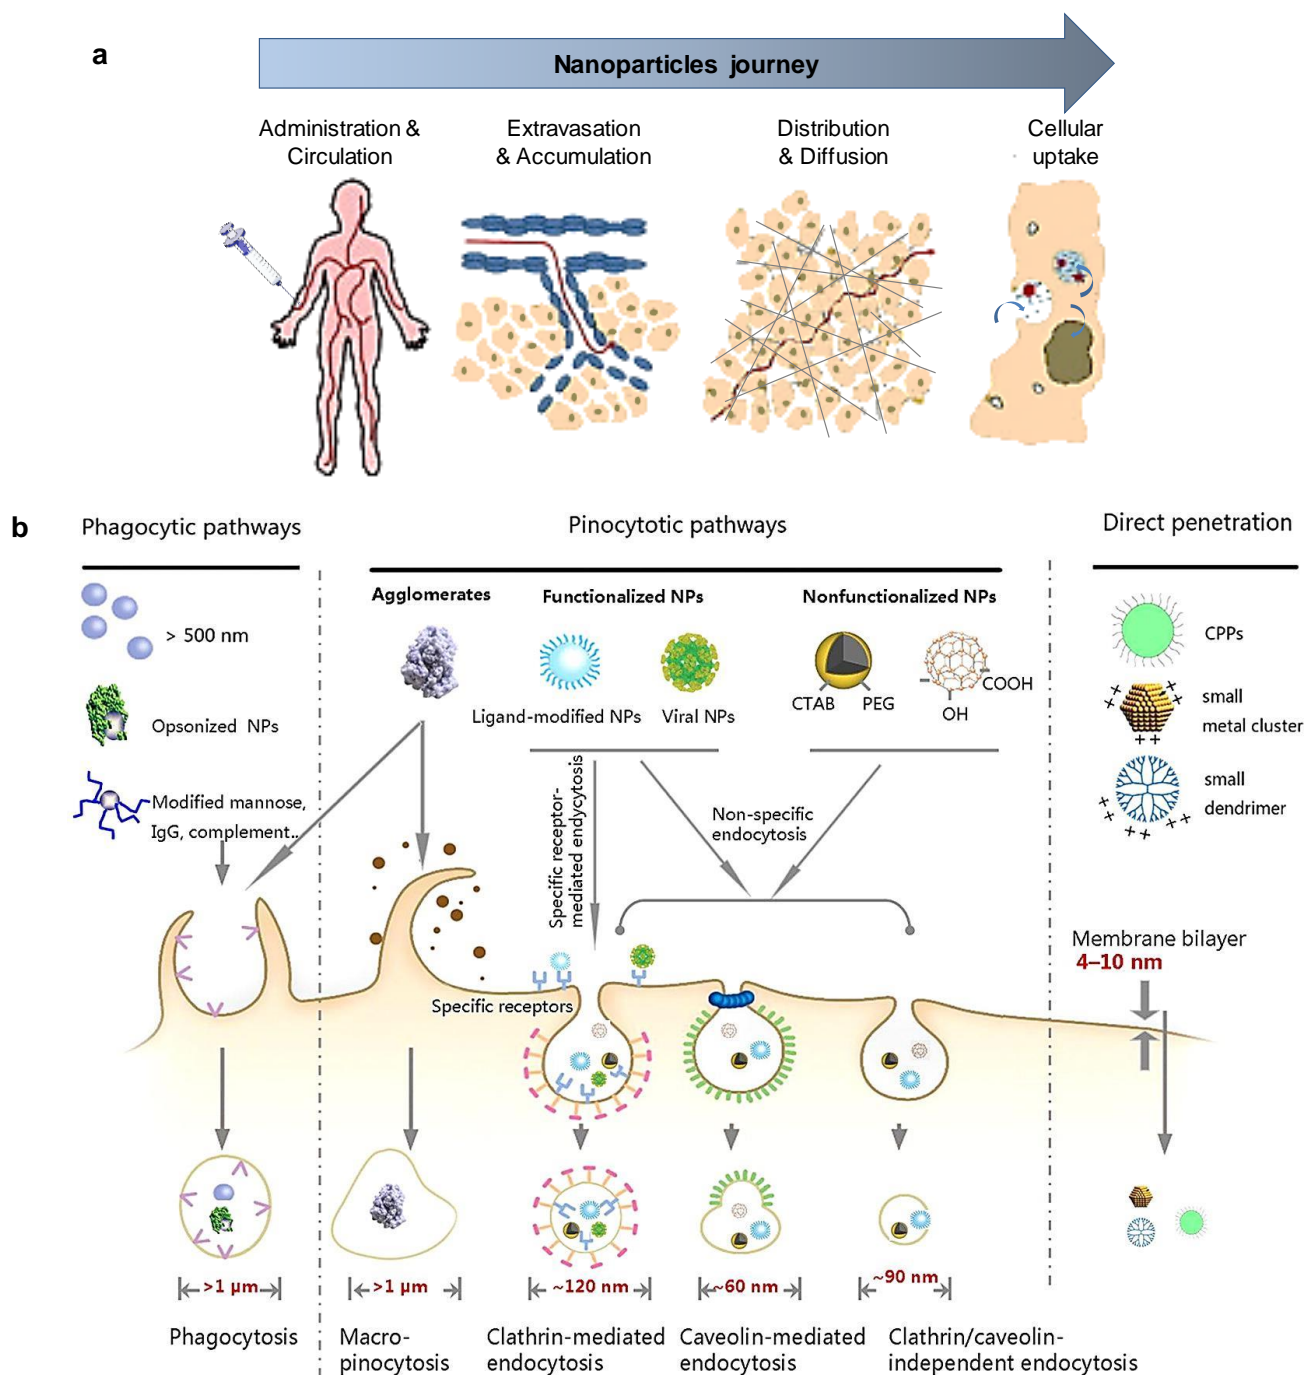 a
Nanoparticles journey
Administration &
Circulation
Extravasation
& Accumulation
Distribution
& Diffusion
Cellular
uptake
b
Phagocytic pathways
Pinocytotic pathways
Direct penetration
> 500 nm
Opsonized NPs
Modified mannose,
IgG, complement..
Agglomerates
Functionalized NPs
Nonfunctionalized NPs
Ligand-modified NPs
Viral NPs
CTAB
PEG
OH
COOH
CPPs
small
metal cluster
++
small
dendrimer
++
++
Specific receptor-
mediated endycytosis
Non-specific
endocytosis
Specific receptors
Membrane bilayer
4–10 nm
>1 μm
>1 μm
~120 nm
~60 nm
~90 nm
Phagocytosis
Macro-
pinocytosis
Clathrin-mediated
endocytosis
Caveolin-mediated
endocytosis
Clathrin/caveolin-
independent endocytosis